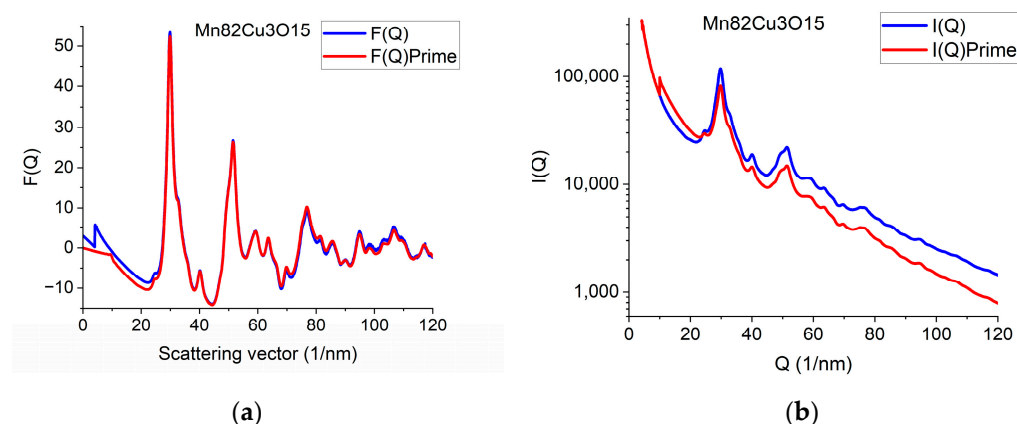 Mn82Cu3O15
F(Q)
F(Q)Prime
F(Q)
50
40
30
20
10
0
−10
0 20 40 60 80 100 120
Scattering vector (1/nm)
(a)
Mn82Cu3O15
I(Q)
I(Q)Prime
I(Q)
100,000
10,000
1,000
0 20 40 60 80 100 120
Q (1/nm)
(b)